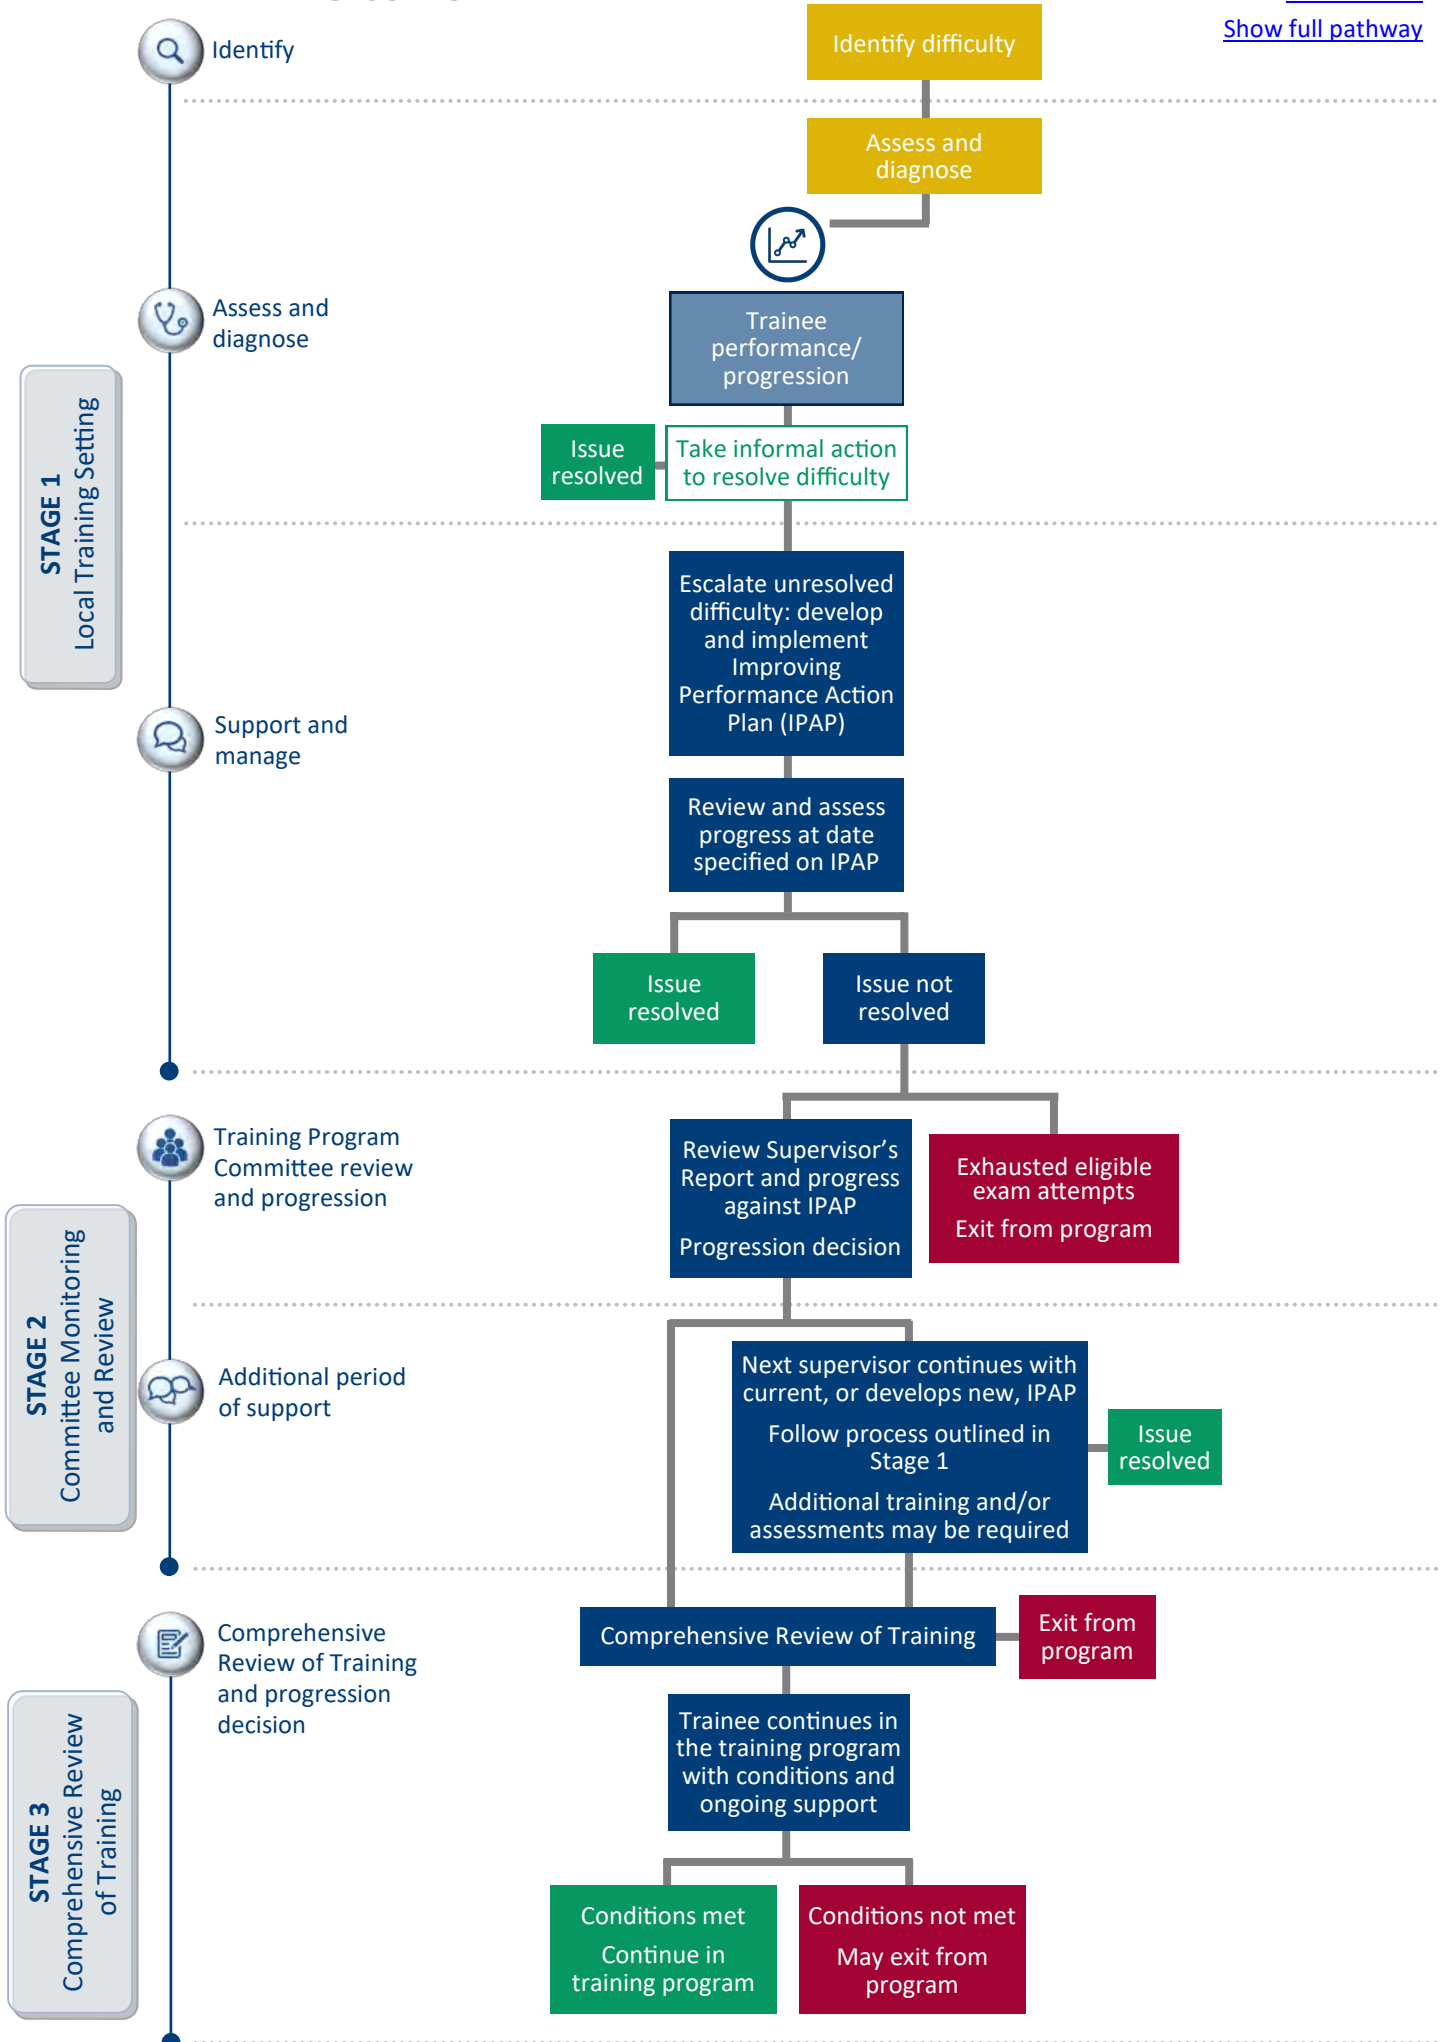 Show full pathway
Identify
Identify difficulty
Assess and
diagnose
Assess and
diagnose
Trainee
performance/
progression
Issue
resolved
Take informal action
to resolve difficulty
STAGE 1
Local Training Setting
Escalate unresolved
difficulty: develop
and implement
Improving
Performance Action
Plan (IPAP)
Support and
manage
Review and assess
progress at date
specified on IPAP
Issue
resolved
Issue not
resolved
Training Program
Committee review
and progression
Review Supervisor’s
Report and progress
against IPAP
Progression decision
Exhausted eligible
exam attempts
Exit from program
STAGE 2
Committee Monitoring
and Review
Additional period
of support
Next supervisor continues with
current, or develops new, IPAP
Follow process outlined in
Stage 1
Additional training and/or
assessments may be required
Issue
resolved
Comprehensive
Review of Training
and progression
decision
Comprehensive Review of Training
Exit from
program
STAGE 3
Comprehensive Review
of Training
Trainee continues in
the training program
with conditions and
ongoing support
Conditions met
Continue in
training program
Conditions not met
May exit from
program